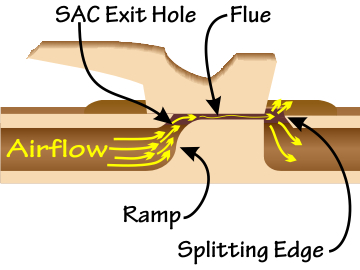 SAC Exit Hole
Flue
Airflow
Ramp
Splitting Edge